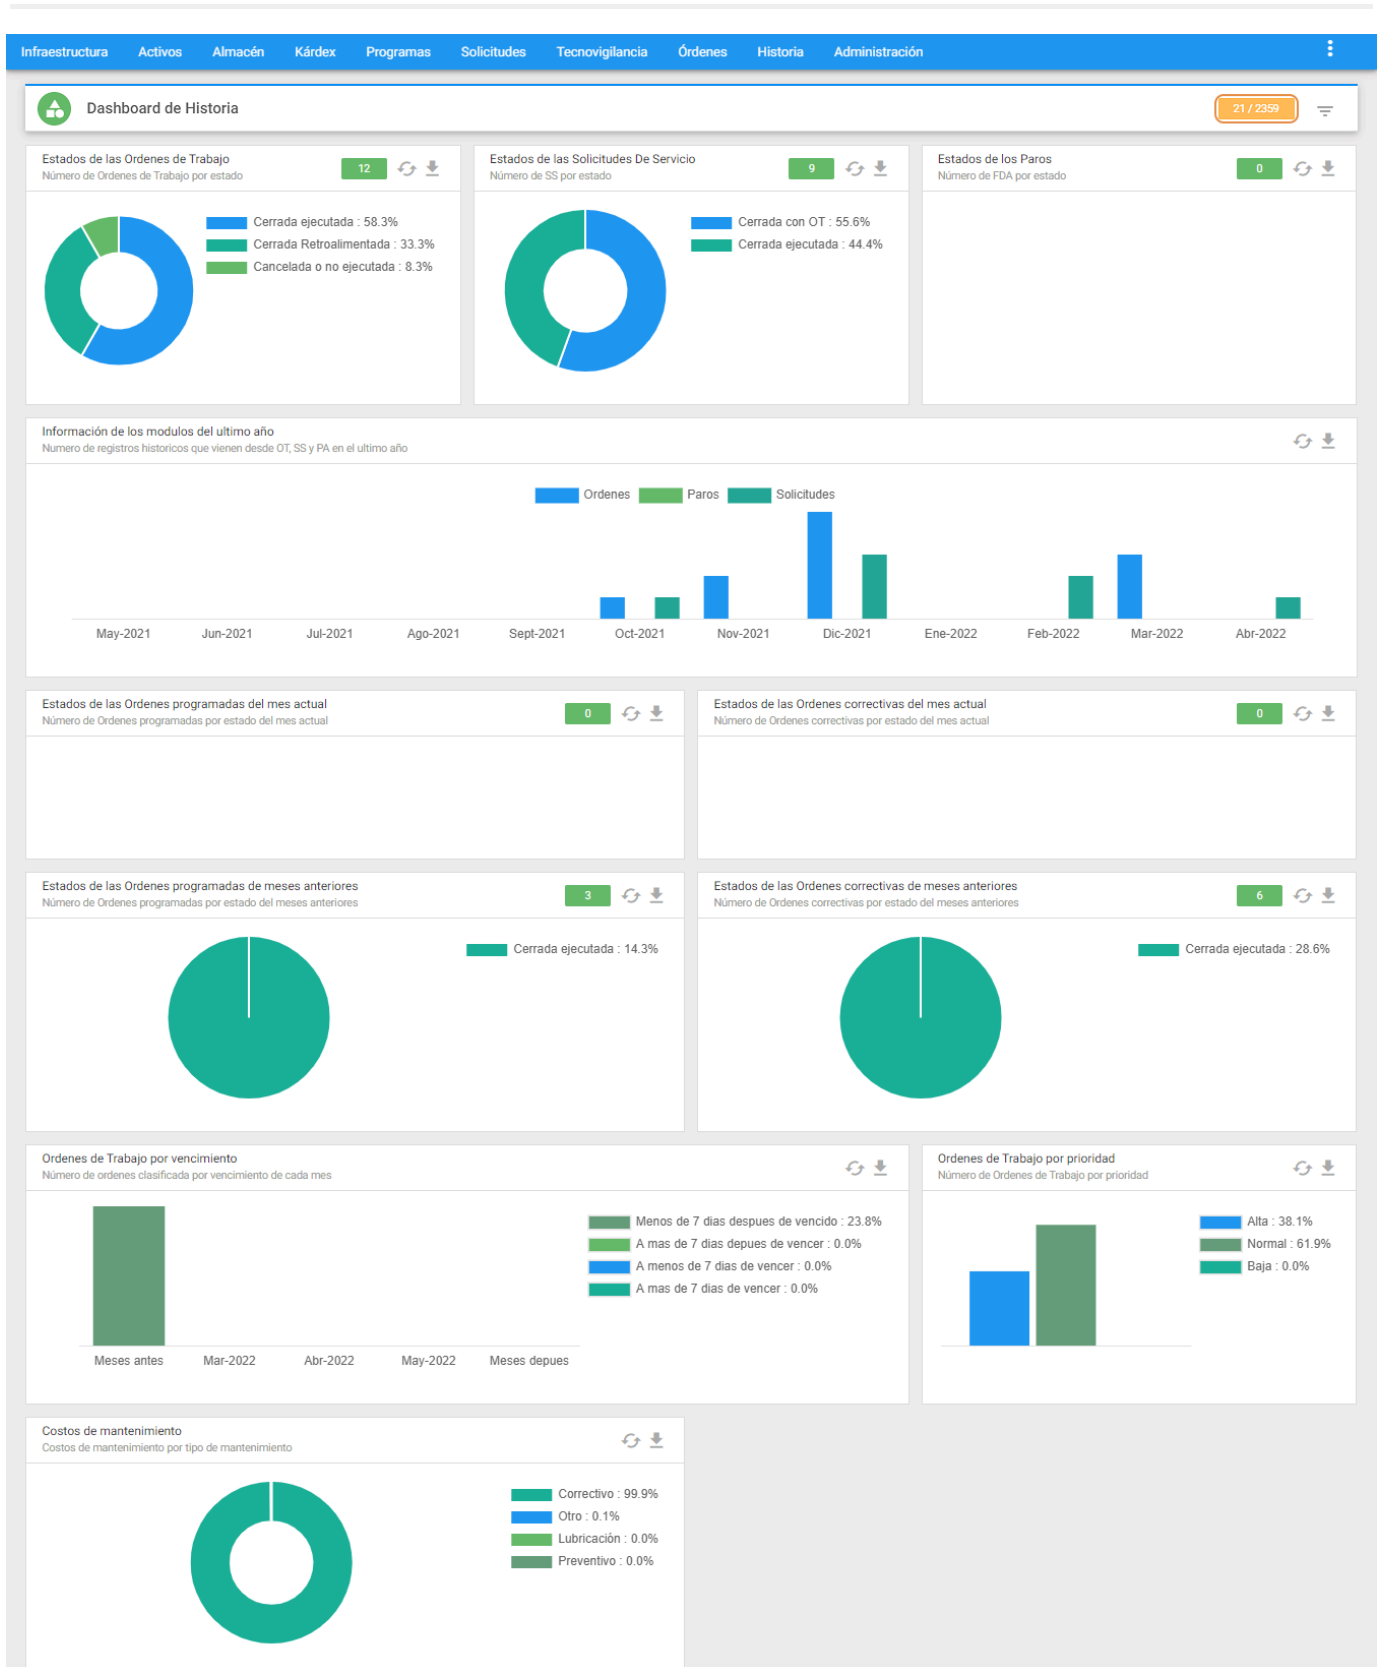 Infraestructura Activos Almacén Kárdex Programas Solicitudes Tecnovigilancia Órdenes Historia Administración
Dashboard de Historia 21 / 2359
Estados de las Ordenes de Trabajo 12
Número de Ordenes de Trabajo por estado
Cerrada ejecutada : 58.3%
Cerrada Retroalimentada : 33.3%
Cancelada o no ejecutada : 8.3%
Estados de las Solicitudes De Servicio 9
Número de SS por estado
Cerrada con OT : 55.6%
Cerrada ejecutada : 44.4%
Estados de los Paros 0
Número de FDA por estado
Información de los modulos del ultimo año
Numero de registros historicos que vienen desde OT, SS y PA en el ultimo año
Ordenes Paros Solicitudes
May-2021 Jun-2021 Jul-2021 Ago-2021 Sept-2021 Oct-2021 Nov-2021 Dic-2021 Ene-2022 Feb-2022 Mar-2022 Abr-2022
Estados de las Ordenes programadas del mes actual 0
Número de Ordenes programadas por estado del mes actual
Estados de las Ordenes correctivas del mes actual 0
Número de Ordenes correctivas por estado del mes actual
Estados de las Ordenes programadas de meses anteriores 3
Número de Ordenes programadas por estado del meses anteriores
Cerrada ejecutada : 14.3%
Estados de las Ordenes correctivas de meses anteriores 6
Número de Ordenes correctivas por estado del meses anteriores
Cerrada ejecutada : 28.6%
Ordenes de Trabajo por vencimiento
Número de ordenes clasificada por vencimiento de cada mes
Menos de 7 dias despues de vencido : 23.8%
A mas de 7 dias depues de vencer : 0.0%
A menos de 7 dias de vencer : 0.0%
A mas de 7 dias de vencer : 0.0%
Meses antes Mar-2022 Abr-2022 May-2022 Meses depues
Ordenes de Trabajo por prioridad
Número de Ordenes de Trabajo por prioridad
Alta : 38.1%
Normal : 61.9%
Baja : 0.0%
Costos de mantenimiento
Costos de mantenimiento por tipo de mantenimiento
Correctivo : 99.9%
Otro : 0.1%
Lubricación : 0.0%
Preventivo : 0.0%